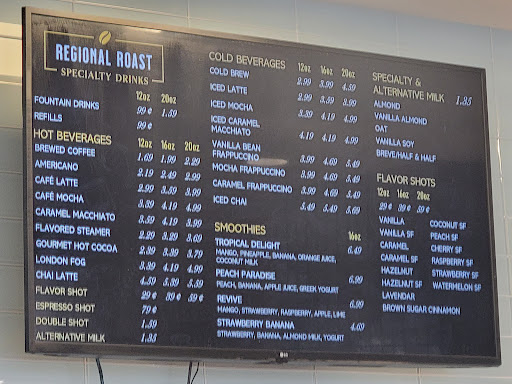 REGIONAL ROAST
SPECIALTY DRINKS
12oz 20oz
FOUNTAIN DRINKS 99¢ 1.59
REFILLS 99¢
HOT BEVERAGES 12oz 16oz 20oz
BREWED COFFEE 1.69 1.99 2.29
AMERICANO 2.19 2.49 2.99
CAFÉ LATTE 2.99 3.59 3.99
CAFÉ MOCHA 3.39 4.19 4.99
CARAMEL MACCHIATO 3.59 4.19 3.99
FLAVORED STEAMER 2.29 3.29 3.69
GOURMET HOT COCOA 2.39 3.39 3.79
LONDON FOG 3.39 4.19 4.99
CHAI LATTE 4.59 5.39 5.59
FLAVOR SHOT 29¢ 39¢ 59¢
ESPRESSO SHOT 79¢
DOUBLE SHOT 1.59
ALTERNATIVE MILK 1.35
COLD BEVERAGES 12oz 16oz 20oz
COLD BREW 2.99 3.99 4.59
ICED LATTE 2.99 3.59 3.99
ICED MOCHA 3.39 4.19 4.99
ICED CARAMEL
MACCHIATO 4.19 4.19 4.99
VANILLA BEAN
FRAPPUCCINO 3.99 4.69 5.49
MOCHA FRAPPUCCINO 3.99 4.69 5.49
CARAMEL FRAPPUCCINO 3.99 4.69 5.49
ICED CHAI 4.49 5.49 5.69
SMOOTHIES 16oz
TROPICAL DELIGHT 6.49
MANGO, PINEAPPLE, BANANA, ORANGE JUICE,
COCONUT MILK
PEACH PARADISE 6.99
PEACH, BANANA, APPLE JUICE, GREEK YOGURT
REVIVE 6.99
MANGO, STRAWBERRY, RASPBERRY, APPLE, LIME
STRAWBERRY BANANA 4.69
STRAWBERRY, BANANA, ALMOND MILK, YOGURT
SPECIALTY &
ALTERNATIVE MILK 1.35
ALMOND
VANILLA ALMOND
OAT
VANILLA SOY
BREVE/HALF & HALF
FLAVOR SHOTS
12oz 16oz 20oz
29¢ 39¢ 59¢
VANILLA COCONUT SF
VANILLA SF PEACH SF
CARAMEL CHERRY SF
CARAMEL SF RASPBERRY SF
HAZELNUT STRAWBERRY SF
HAZELNUT SF WATERMELON SF
LAVENDAR
BROWN SUGAR CINNAMON
LG